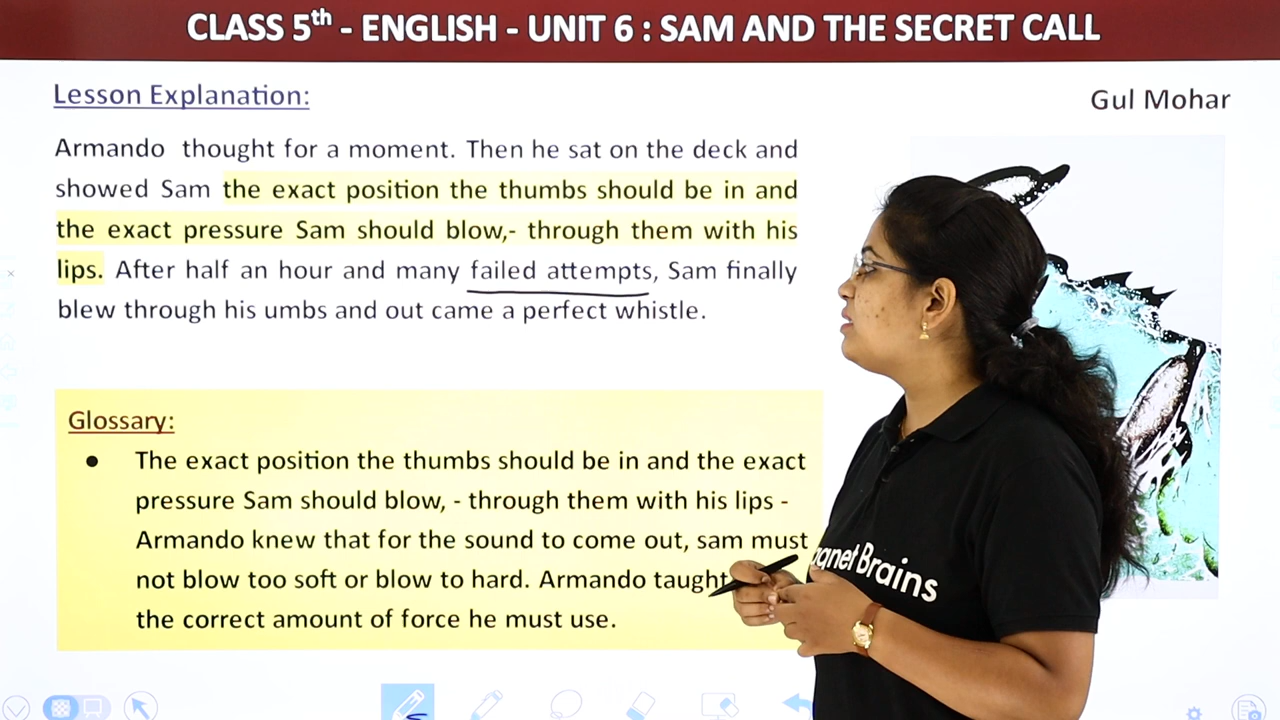 CLASS 5th - ENGLISH - UNIT 6 : SAM AND THE SECRET CALL
Lesson Explanation:
Gul Mohar
Armando thought for a moment. Then he sat on the deck and
showed Sam the exact position the thumbs should be in and
the exact pressure Sam should blow,- through them with his
lips. After half an hour and many failed attempts, Sam finally
blew through his umbs and out came a perfect whistle.
Glossary:
● The exact position the thumbs should be in and the exact
pressure Sam should blow, - through them with his lips -
Armando knew that for the sound to come out, sam must
not blow too soft or blow to hard. Armando taught
the correct amount of force he must use.
Brains